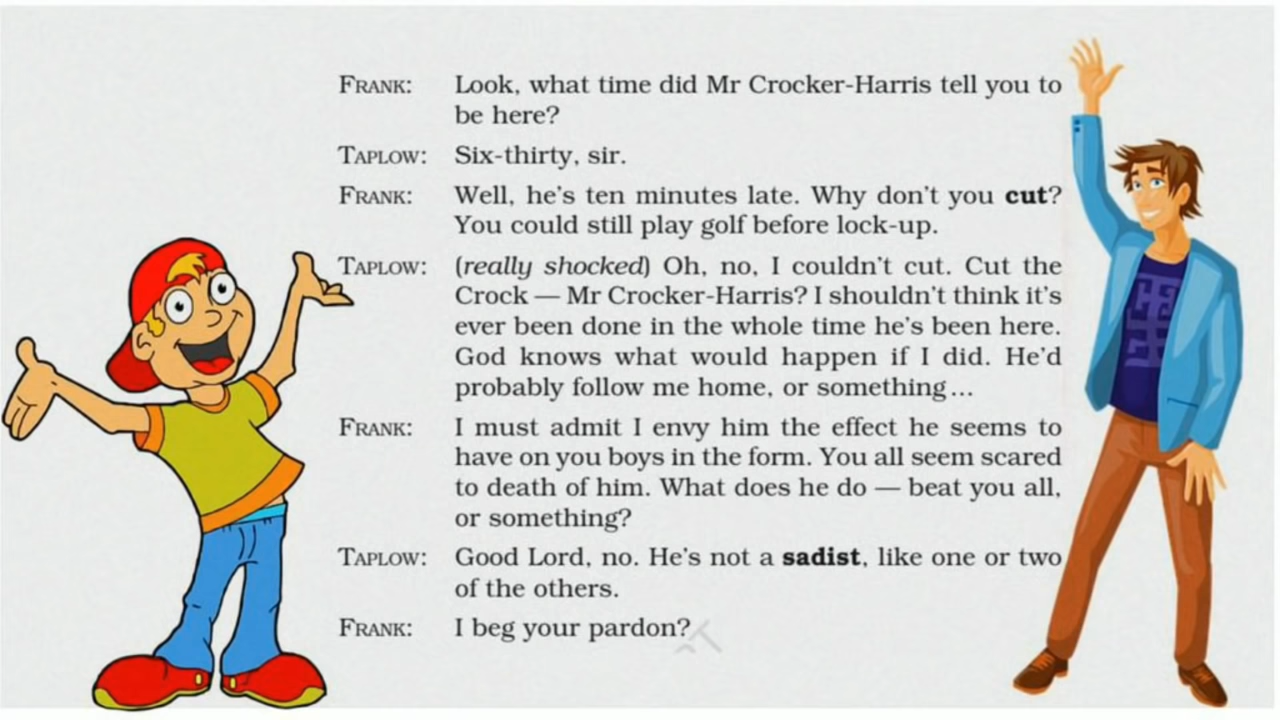 FRANK: Look, what time did Mr Crocker-Harris tell you to
be here?
TAPLOW: Six-thirty, sir.
FRANK: Well, he's ten minutes late. Why don't you cut?
You could still play golf before lock-up.
TAPLOW: (really shocked) Oh, no, I couldn't cut. Cut the
Crock — Mr Crocker-Harris? I shouldn't think it's
ever been done in the whole time he's been here.
God knows what would happen if I did. He'd
probably follow me home, or something...
FRANK: I must admit I envy him the effect he seems to
have on you boys in the form. You all seem scared
to death of him. What does he do — beat you all,
or something?
TAPLOW: Good Lord, no. He's not a sadist, like one or two
of the others.
FRANK: I beg your pardon?